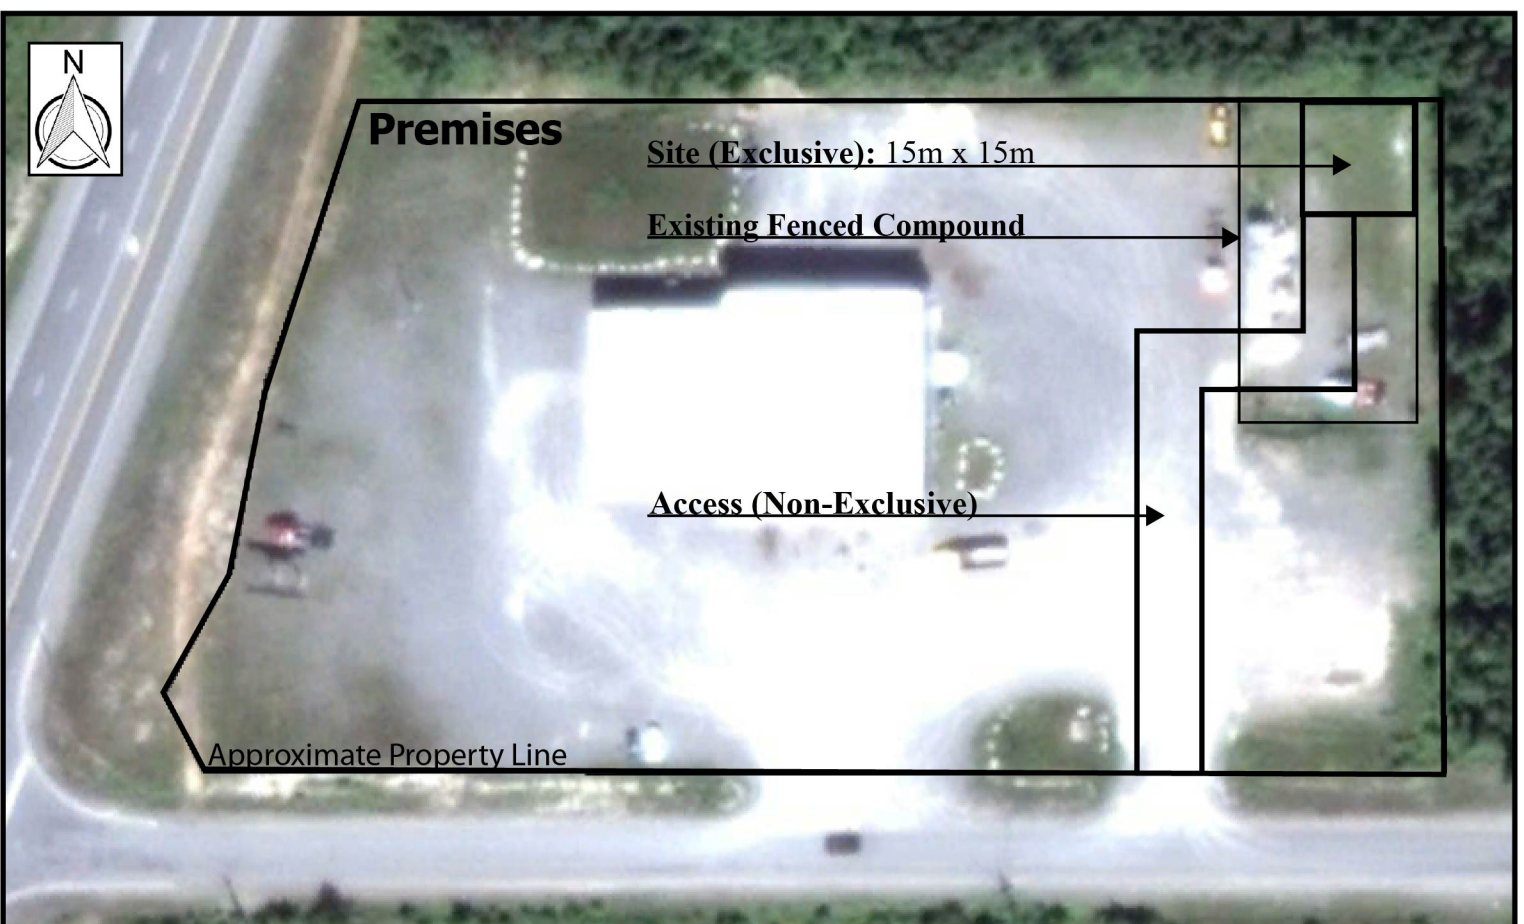 N
Premises
Site (Exclusive): 15m x 15m
Existing Fenced Compound
Access (Non-Exclusive)
Approximate Property Line